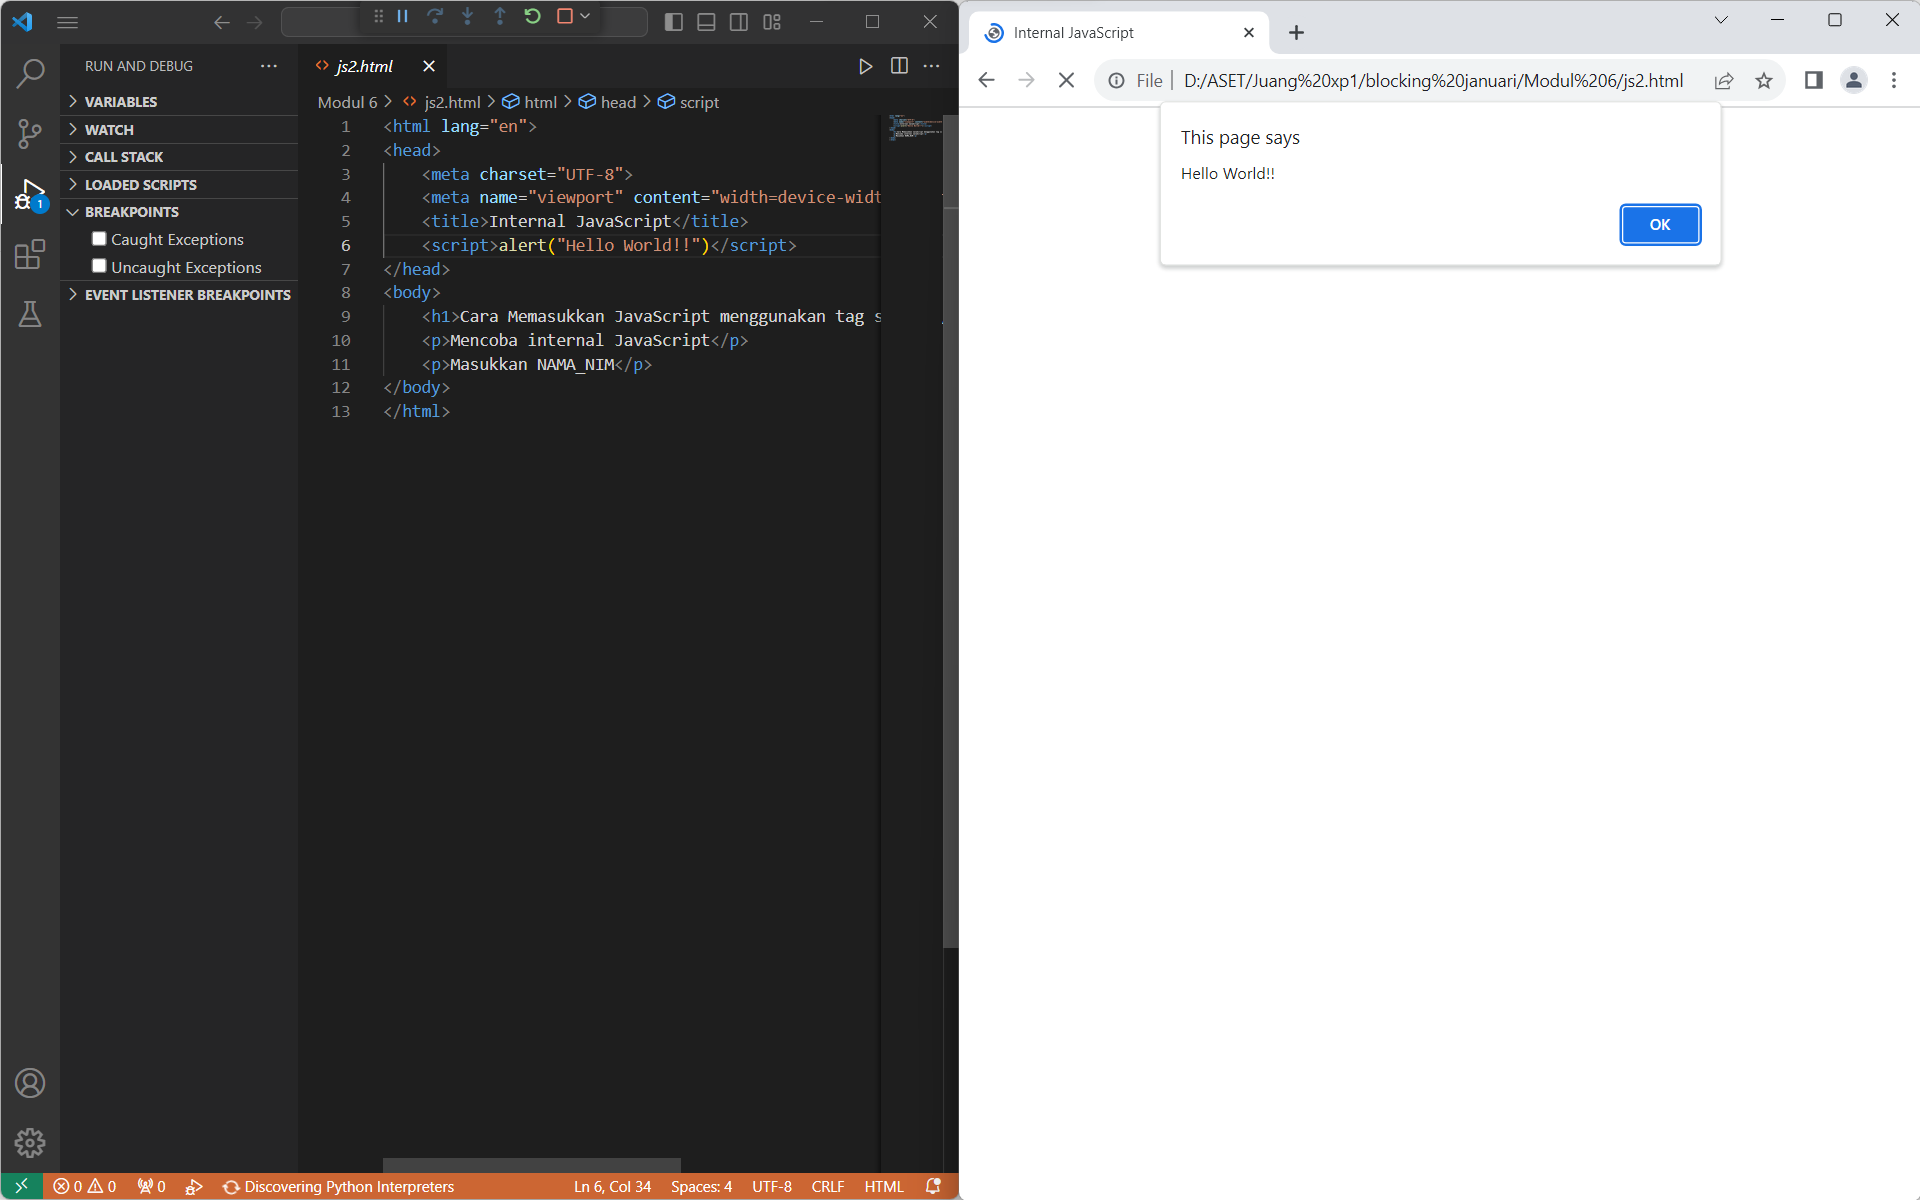 RUN AND DEBUG
VARIABLES
WATCH
CALL STACK
LOADED SCRIPTS
BREAKPOINTS
Caught Exceptions
Uncaught Exceptions
EVENT LISTENER BREAKPOINTS
1
js2.html
Modul 6 > js2.html > html > head > script
1 <html lang="en">
2 <head>
3 <meta charset="UTF-8">
4 <meta name="viewport" content="width=device-widt
5 <title>Internal JavaScript</title>
6 <script>alert("Hello World!!")</script>
7 </head>
8 <body>
9 <h1>Cara Memasukkan JavaScript menggunakan tag s
10 <p>Mencoba internal JavaScript</p>
11 <p>Masukkan NAMA_NIM</p>
12 </body>
13 </html>
0 0 0 Discovering Python Interpreters Ln 6, Col 34 Spaces: 4 UTF-8 CRLF HTML
Internal JavaScript
File | D:/ASET/Juang%20xp1/blocking%20januari/Modul%206/js2.html
This page says
Hello World!!
OK